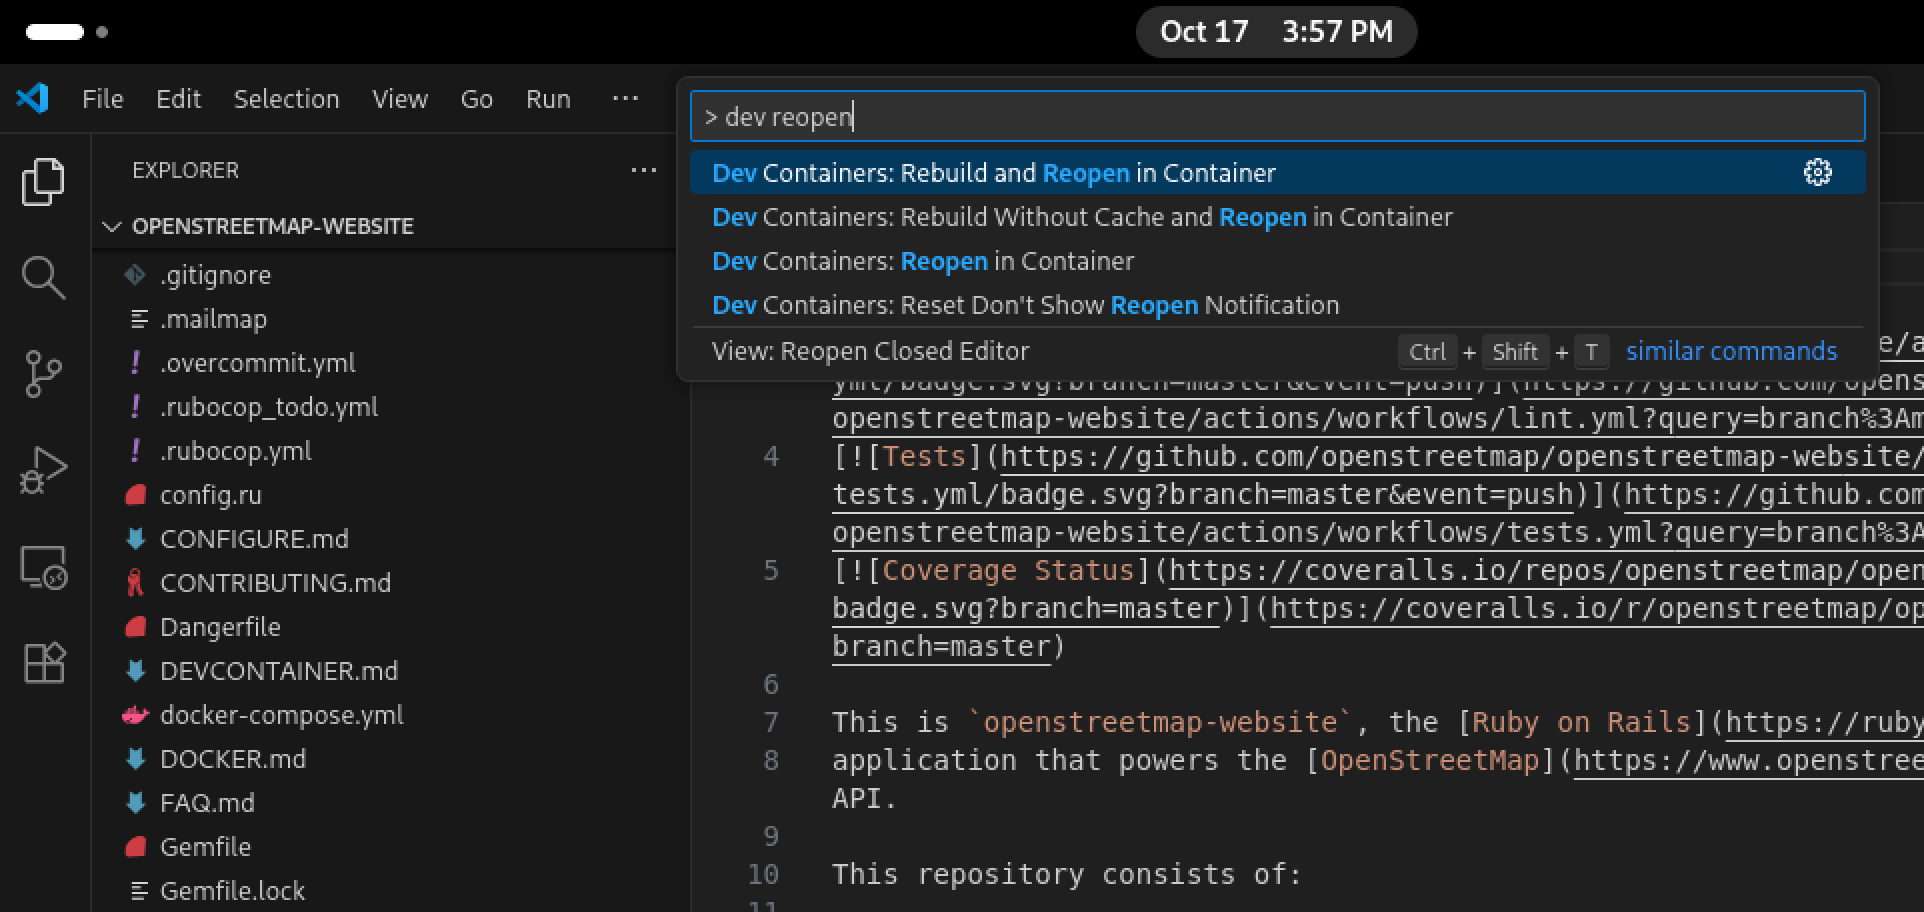 Oct 17 3:57 PM
File Edit Selection View Go Run ···
> dev reopen
Dev Containers: Rebuild and Reopen in Container
Dev Containers: Rebuild Without Cache and Reopen in Container
Dev Containers: Reopen in Container
Dev Containers: Reset Don't Show Reopen Notification
View: Reopen Closed Editor Ctrl + Shift + T similar commands
EXPLORER ···
OPENSTREETMAP-WEBSITE
.gitignore
.mailmap
.overcommit.yml
.rubocop_todo.yml
.rubocop.yml
config.ru
CONFIGURE.md
CONTRIBUTING.md
Dangerfile
DEVCONTAINER.md
docker-compose.yml
DOCKER.md
FAQ.md
Gemfile
Gemfile.lock
e/a
yml/badge.svg?branch=master&event=push)](https://github.com/opens
openstreetmap-website/actions/workflows/lint.yml?query=branch%3Am
4 [![Tests](https://github.com/openstreetmap/openstreetmap-website/
tests.yml/badge.svg?branch=master&event=push)](https://github.com
openstreetmap-website/actions/workflows/tests.yml?query=branch%3A
5 [![Coverage Status](https://coveralls.io/repos/openstreetmap/open
badge.svg?branch=master)](https://coveralls.io/r/openstreetmap/op
branch=master)
6
7 This is `openstreetmap-website`, the [Ruby on Rails](https://ruby
8 application that powers the [OpenStreetMap](https://www.openstree
API.
9
10 This repository consists of:
11